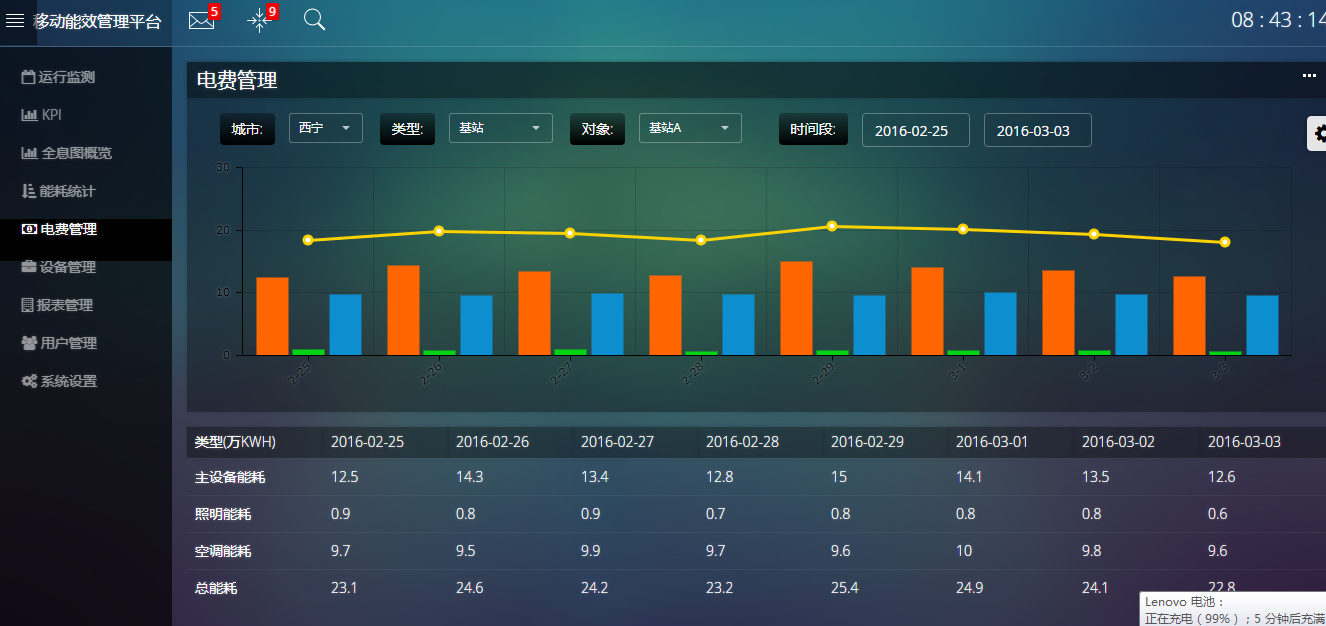 移动能效管理平台 5 9 08 : 43 : 14
运行监测
KPI
全息图概览
能耗统计
电费管理
设备管理
报表管理
用户管理
系统设置
电费管理
城市: 西宁 类型: 基站 对象: 基站A 时间段: 2016-02-25 2016-03-03
30
20
10
0
2-25 2-26 2-27 2-28 2-29 3-1 3-2 3-3
类型(万KWH) 2016-02-25 2016-02-26 2016-02-27 2016-02-28 2016-02-29 2016-03-01 2016-03-02 2016-03-03
主设备能耗 12.5 14.3 13.4 12.8 15 14.1 13.5 12.6
照明能耗 0.9 0.8 0.9 0.7 0.8 0.8 0.8 0.6
空调能耗 9.7 9.5 9.9 9.7 9.6 10 9.8 9.6
总能耗 23.1 24.6 24.2 23.2 25.4 24.9 24.1 22.8
Lenovo 电池：
正在充电（99%）；5 分钟后充满